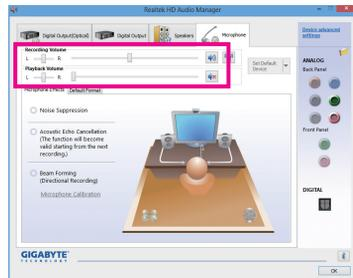 Realtek HD Audio Manager
Digital Output(Optical)
Digital Output
Speakers
Microphone
Device advanced
settings
Recording Volume
L R
Set Default
Device
Playback Volume
L R
Microphone Effects Default Format
ANALOG
Back Panel
Noise Suppression
Acoustic Echo Cancellation
(The function will become
valid starting from the next
recording.)
Front Panel
Beam Forming
(Directional Recording)
Microphone Calibration
DIGITAL
GIGABYTE
TECHNOLOGY
OK